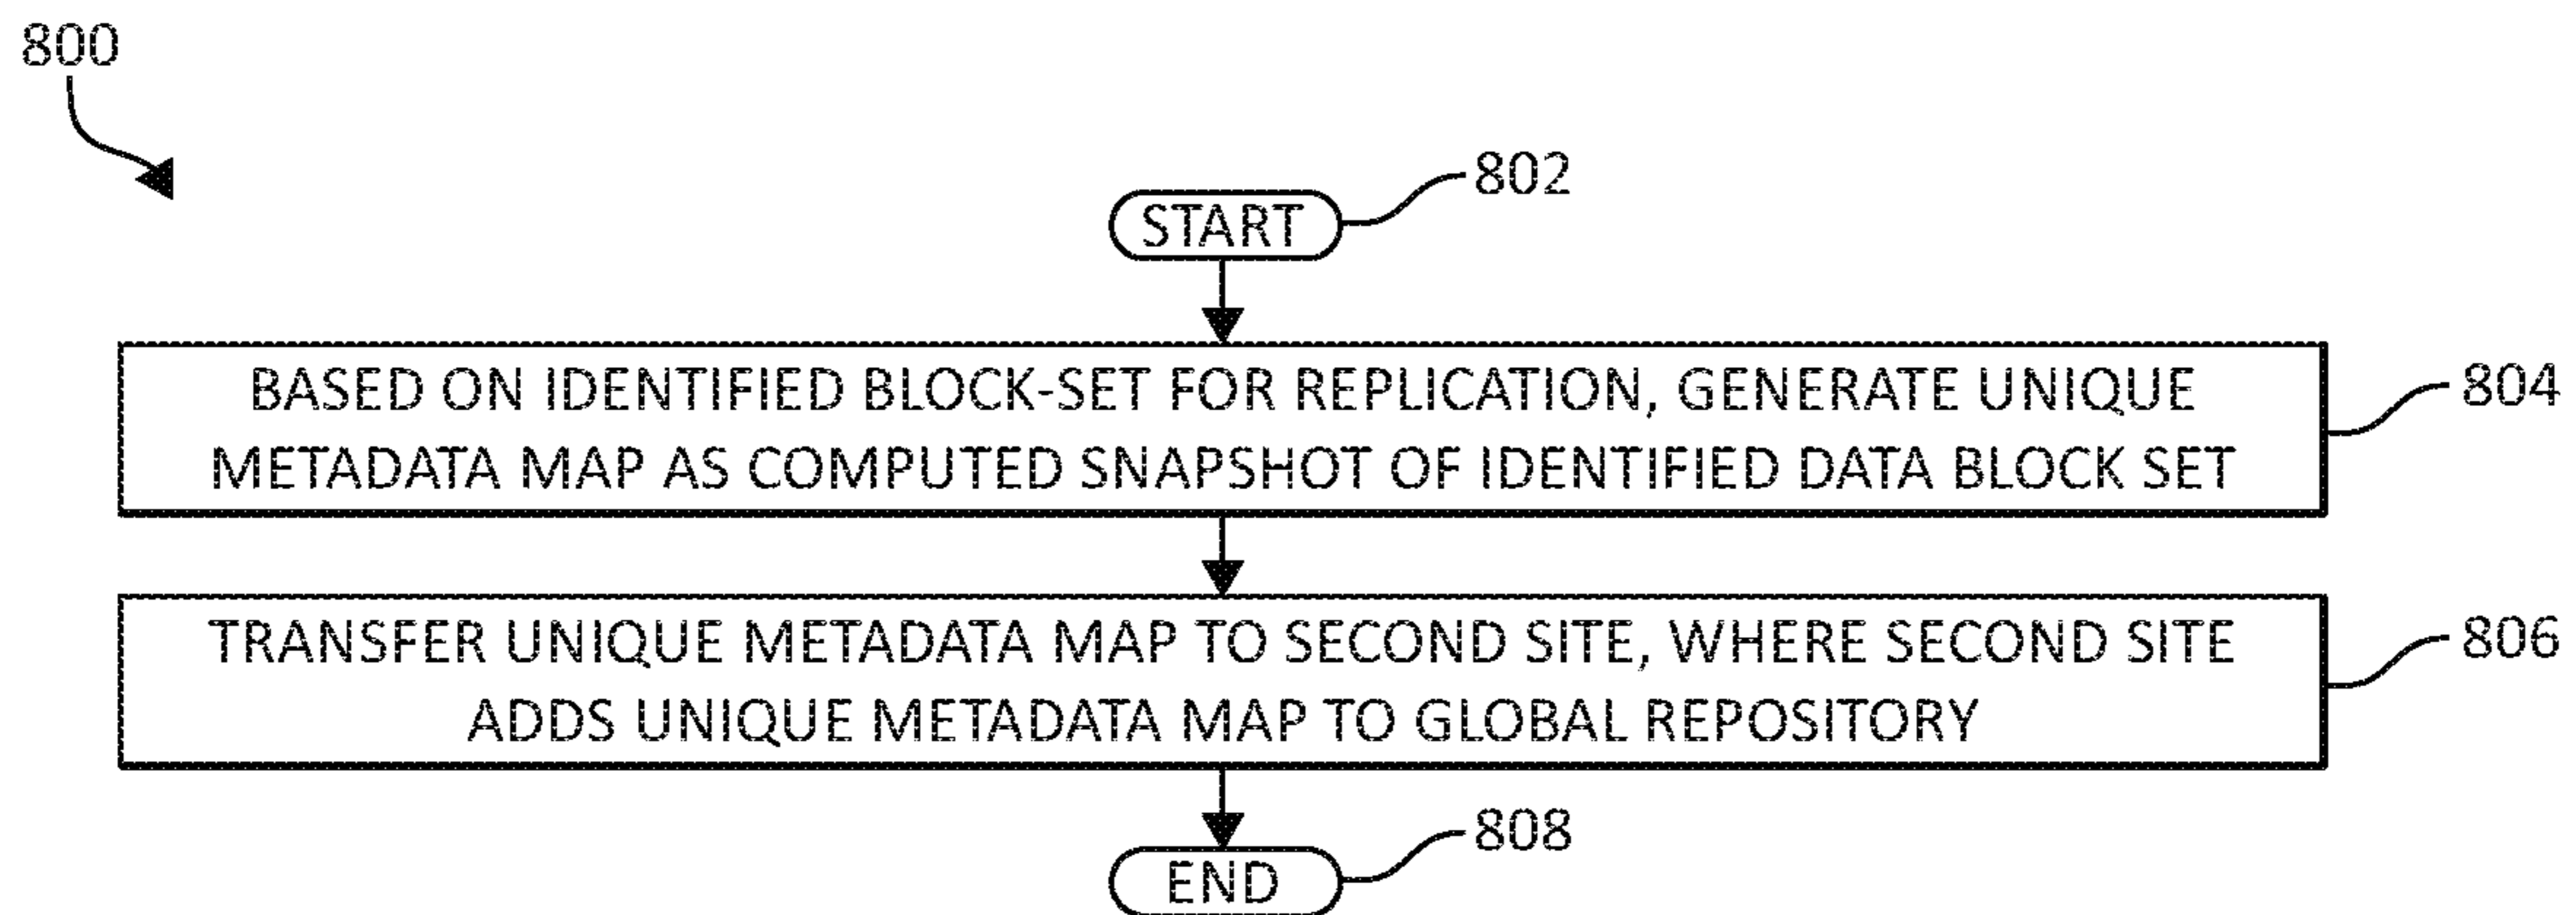 800
802
START
BASED ON IDENTIFIED BLOCK-SET FOR REPLICATION, GENERATE UNIQUE
METADATA MAP AS COMPUTED SNAPSHOT OF IDENTIFIED DATA BLOCK SET
804
TRANSFER UNIQUE METADATA MAP TO SECOND SITE, WHERE SECOND SITE
ADDS UNIQUE METADATA MAP TO GLOBAL REPOSITORY
806
808
END